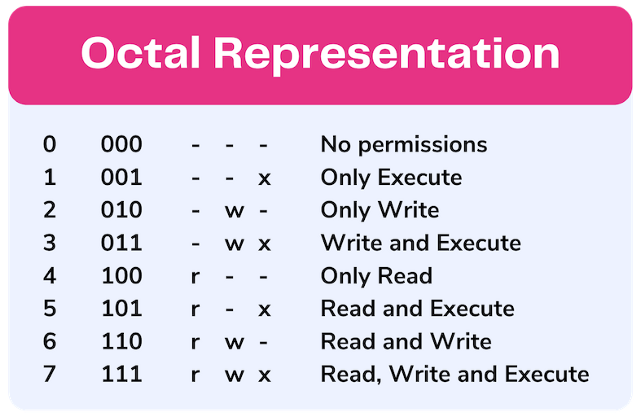 Octal Representation
0 000 - - - No permissions
1 001 - - x Only Execute
2 010 - w - Only Write
3 011 - w x Write and Execute
4 100 r - - Only Read
5 101 r - x Read and Execute
6 110 r w - Read and Write
7 111 r w x Read, Write and Execute